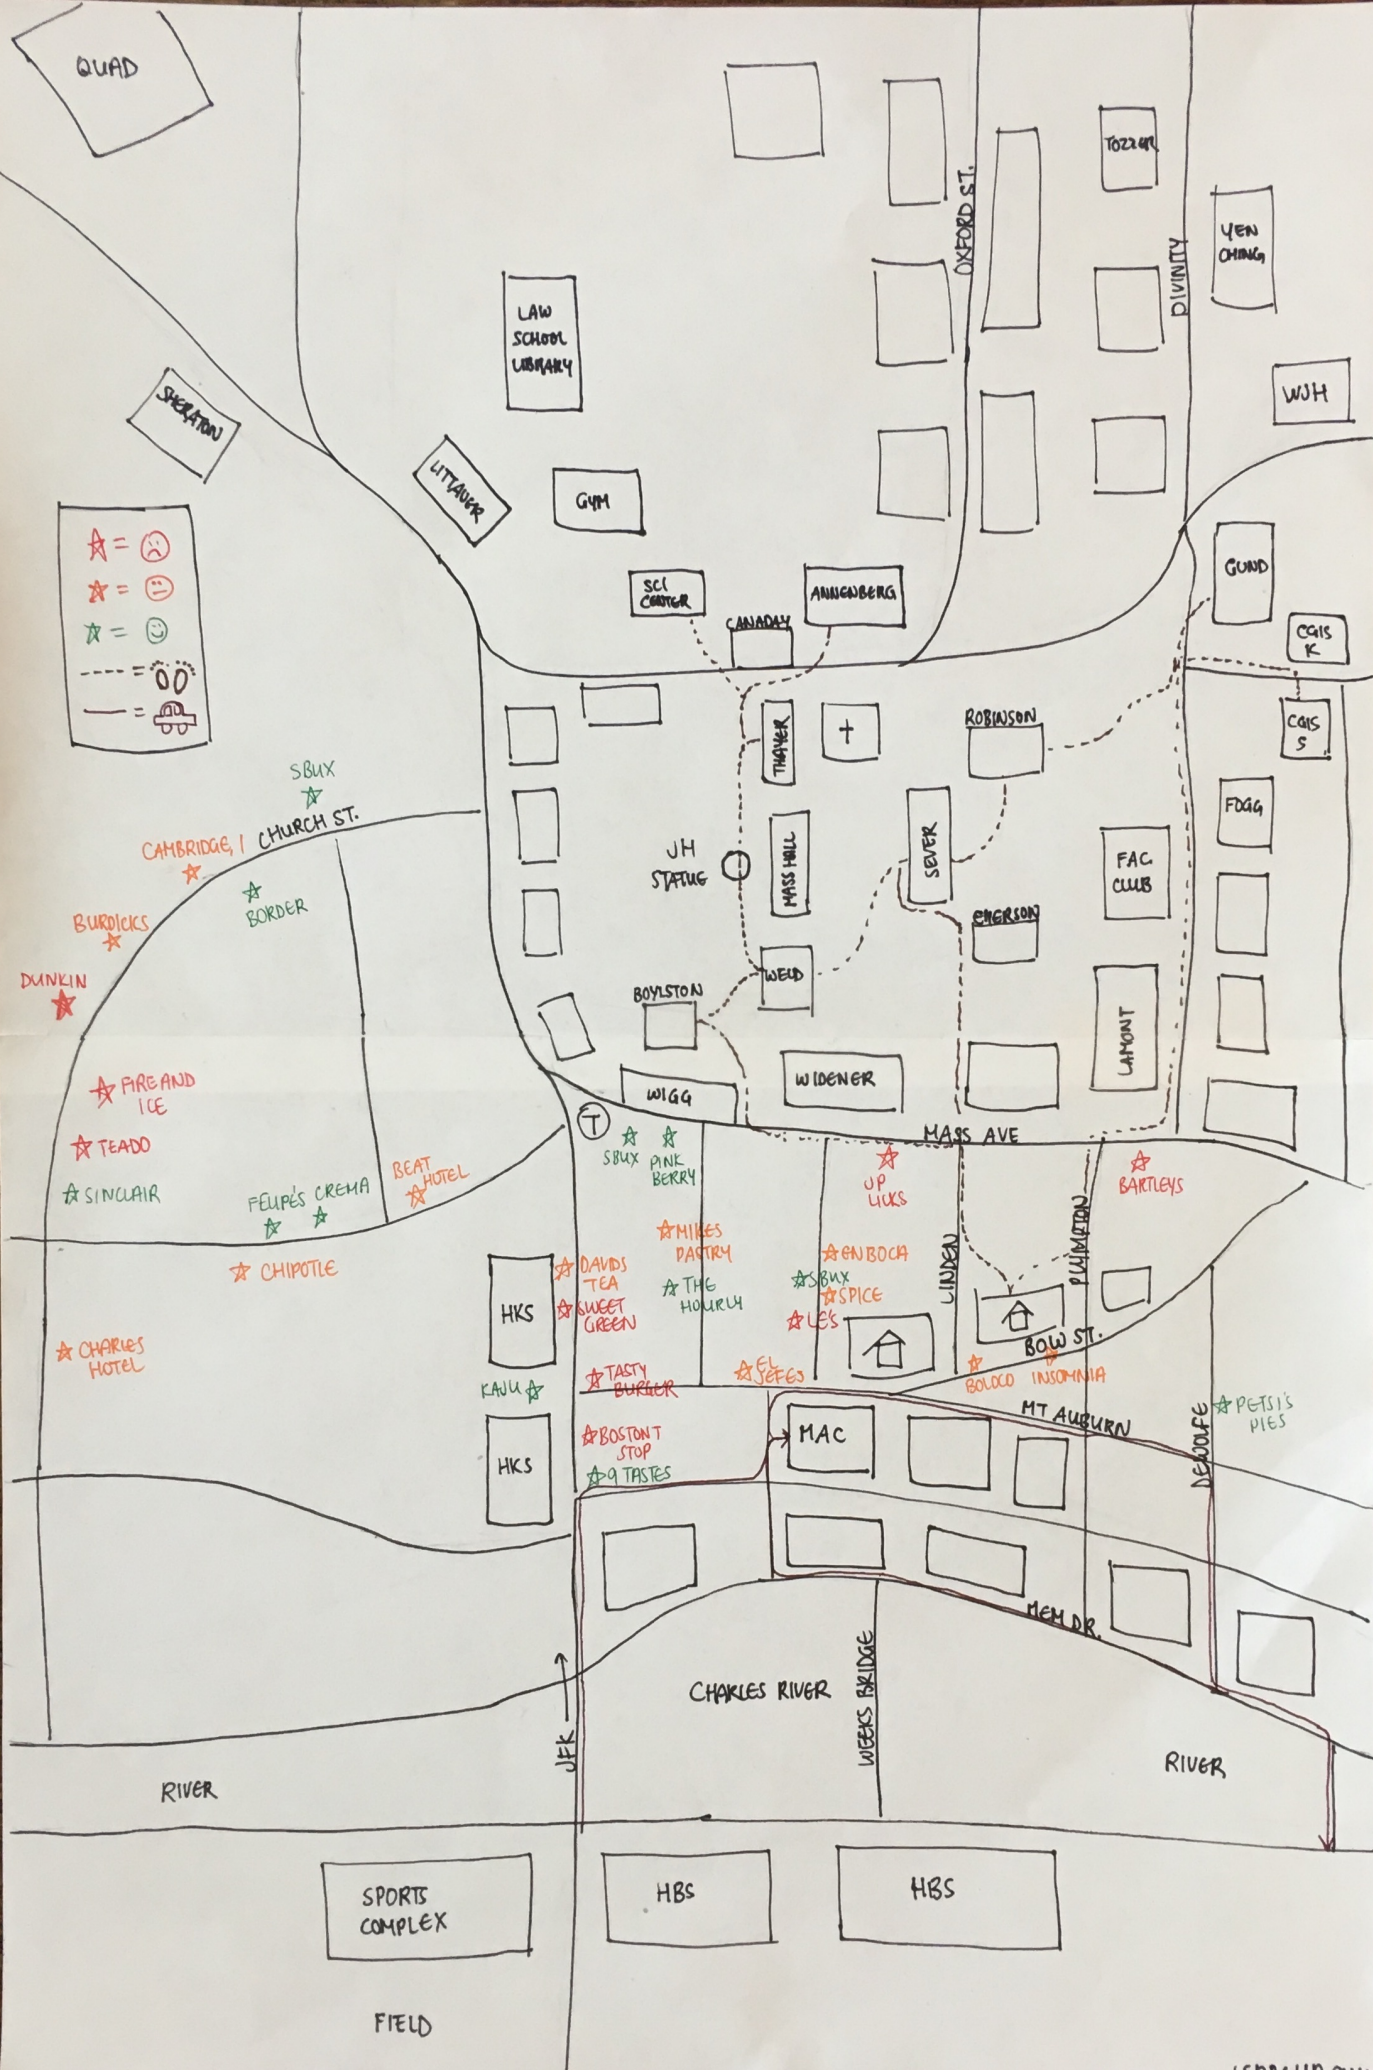 QUAD
OXFORD ST.
TOZZER
DIVINITY
YEN
CHING
LAW
SCHOOL
LIBRARY
WJH
SHERATON
LITTAUER
GYM
=
=
=
=
=
SCI
CENTER
CANADAY
ANNENBERG
GUND
CGIS
K
CGIS
S
THAYER
ROBINSON
SBUX
CHURCH ST.
CAMBRIDGE, 1
BORDER
BURDICKS
DUNKIN
JH
STATUE
MASS HALL
SEVER
EMERSON
FAC
CLUB
FOGG
WELD
BOYLSTON
LAMONT
WIDENER
WIGG
T
MASS AVE
FIRE AND
ICE
TEADO
SINCLAIR
FELIPE'S
CREMA
BEAT
HOTEL
CHIPOTLE
CHARLES
HOTEL
SBUX
PINK
BERRY
JP
LICKS
BARTLEYS
MIKES
PASTRY
THE
HOURLY
ENBOCA
SBUX
SPICE
LE'S
LINDEN
PLYMPTON
HKS
DAVIDS
TEA
SWEET
GREEN
BOW ST.
BOLOCO
INSOMNIA
TASTY
BURGER
EL
JEFES
KAJU
HKS
BOSTON T
STOP
9 TASTES
MAC
MT AUBURN
DEWOLFE
PETSI'S
PIES
MEM DR.
CHARLES RIVER
WEEKS BRIDGE
JFK
RIVER
RIVER
SPORTS
COMPLEX
HBS
HBS
FIELD